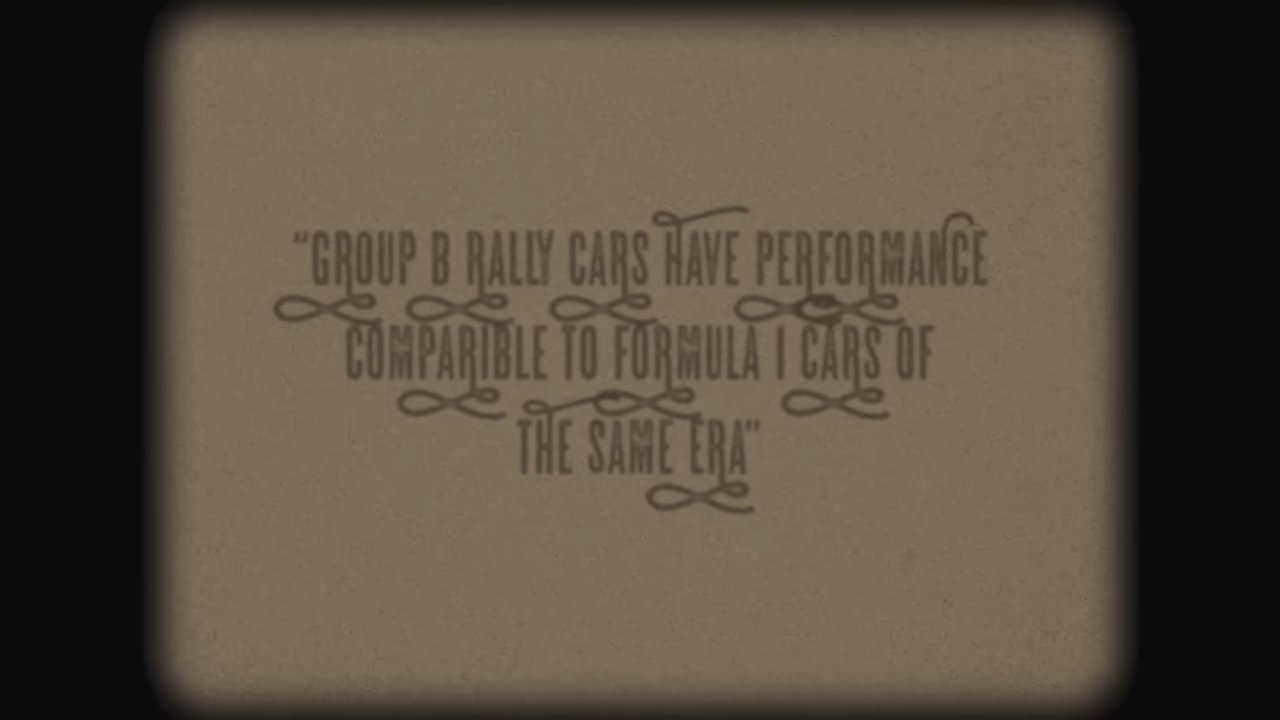 “GROUP B RALLY CARS HAVE PERFORMANCE
COMPARIBLE TO FORMULA 1 CARS OF
THE SAME ERA”